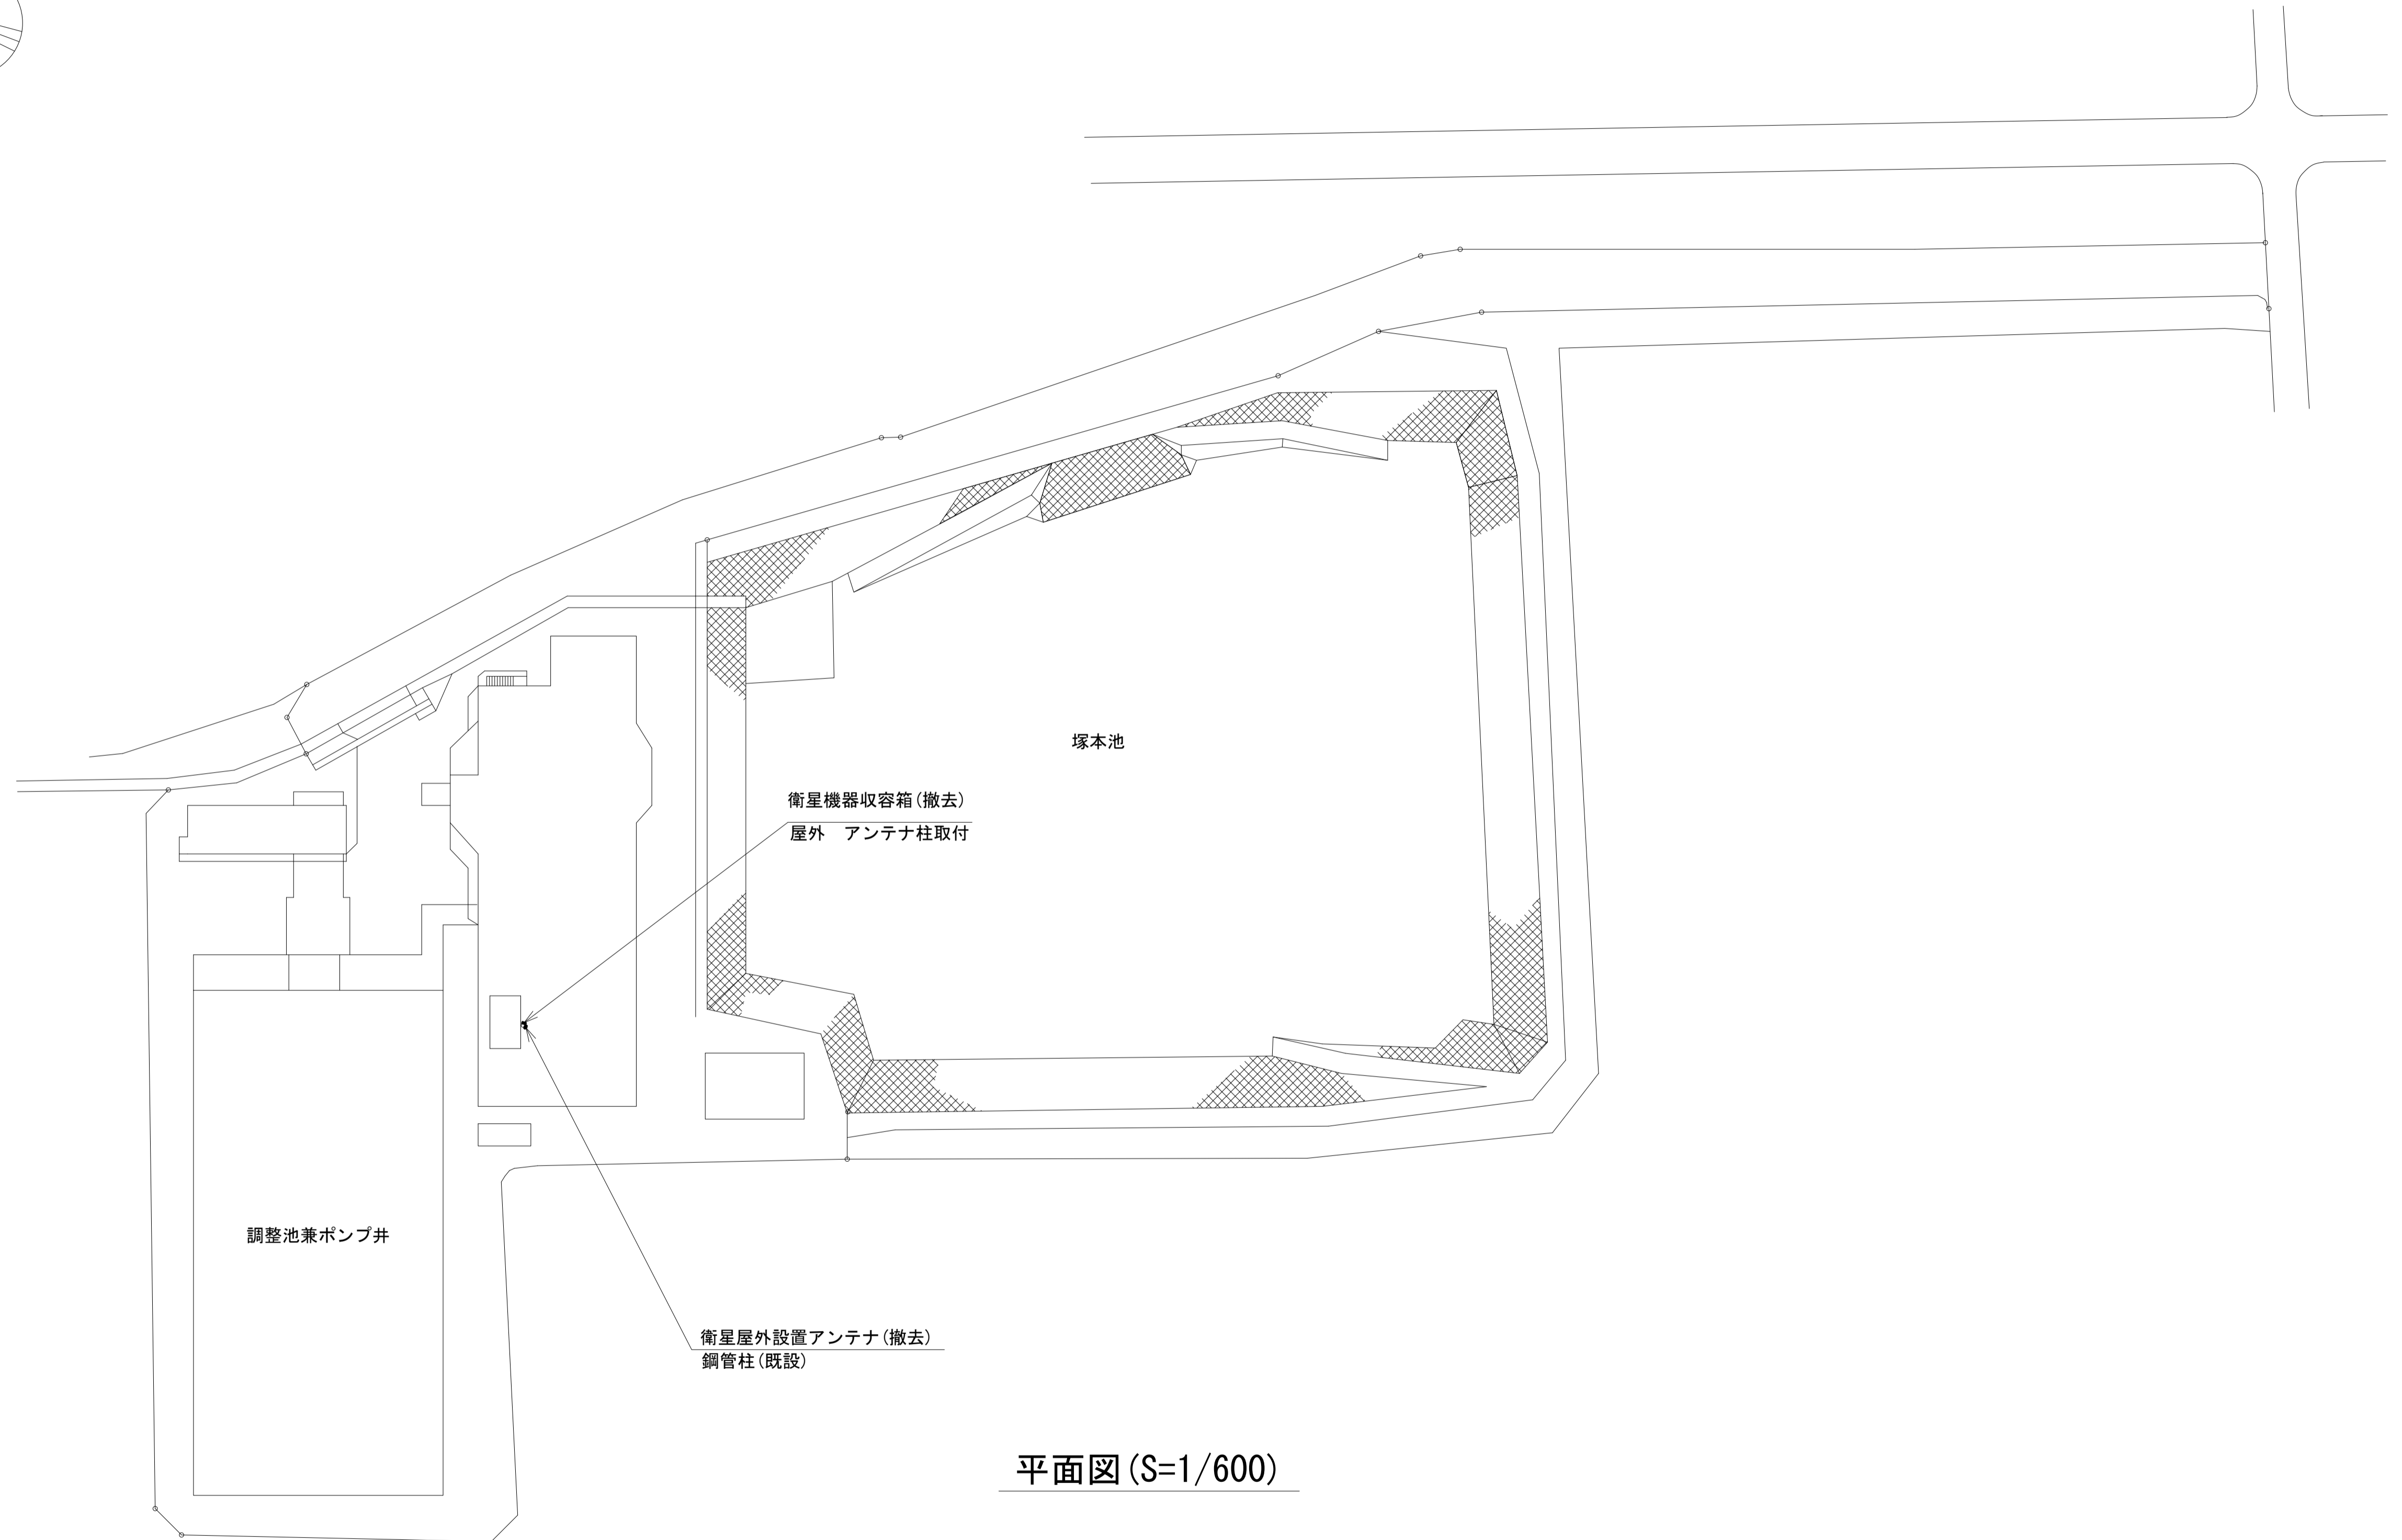 塚本池
衛星機器収容箱(撤去)
屋外　アンテナ柱取付
調整池兼ポンプ井
衛星屋外設置アンテナ(撤去)
鋼管柱(既設)
平面図(S=1/600)